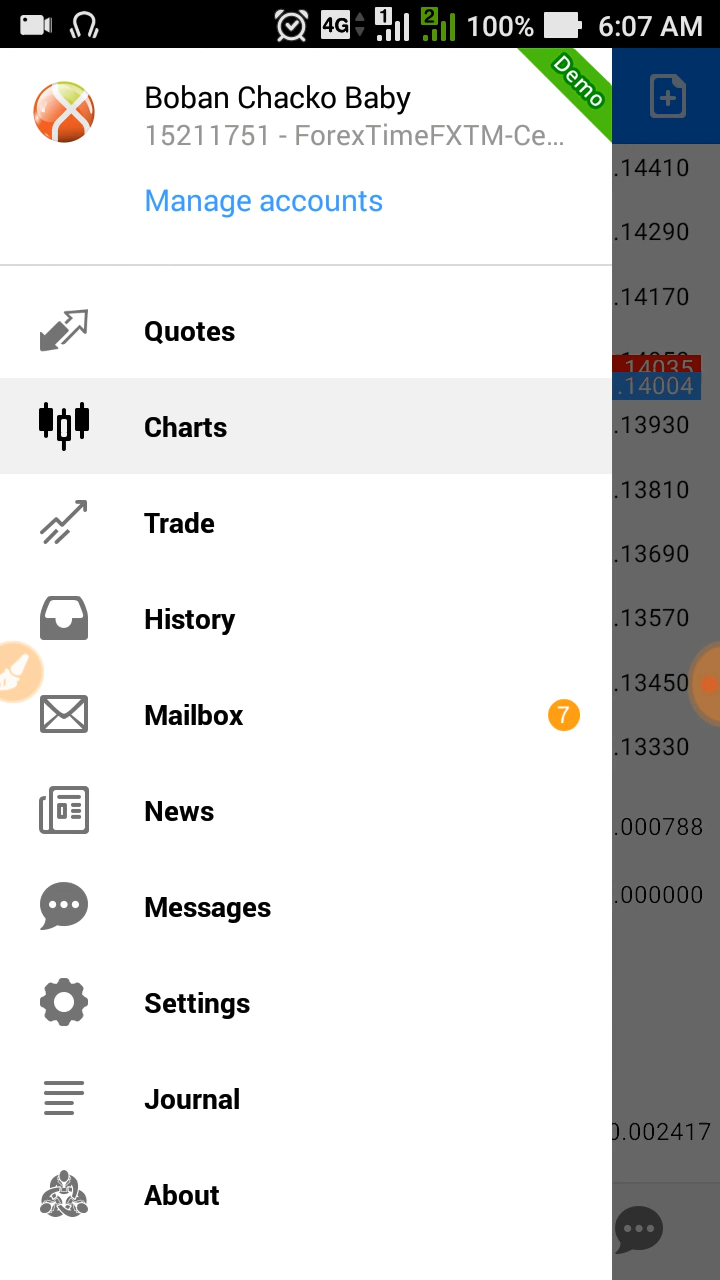 4G 1 2 100% 6:07 AM
Demo
Boban Chacko Baby
15211751 - ForexTimeFXTM-Ce...
Manage accounts
.14410
.14290
.14170
Quotes
.14035
.14004
Charts
.13930
.13810
Trade
.13690
History
.13570
.13450
Mailbox
7
.13330
News
.000788
.000000
Messages
Settings
Journal
0.002417
About